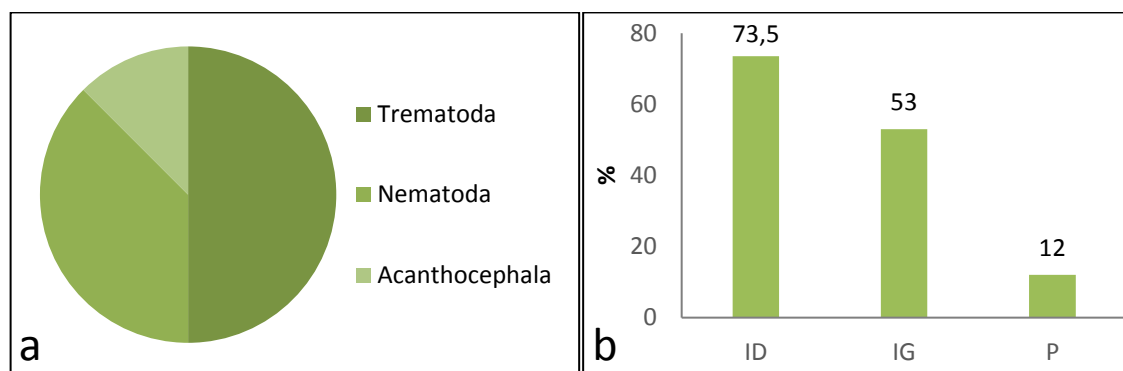 Trematoda
Nematoda
Acanthocephala
a
%
80
60
40
20
0
73,5
53
12
ID
IG
P
b